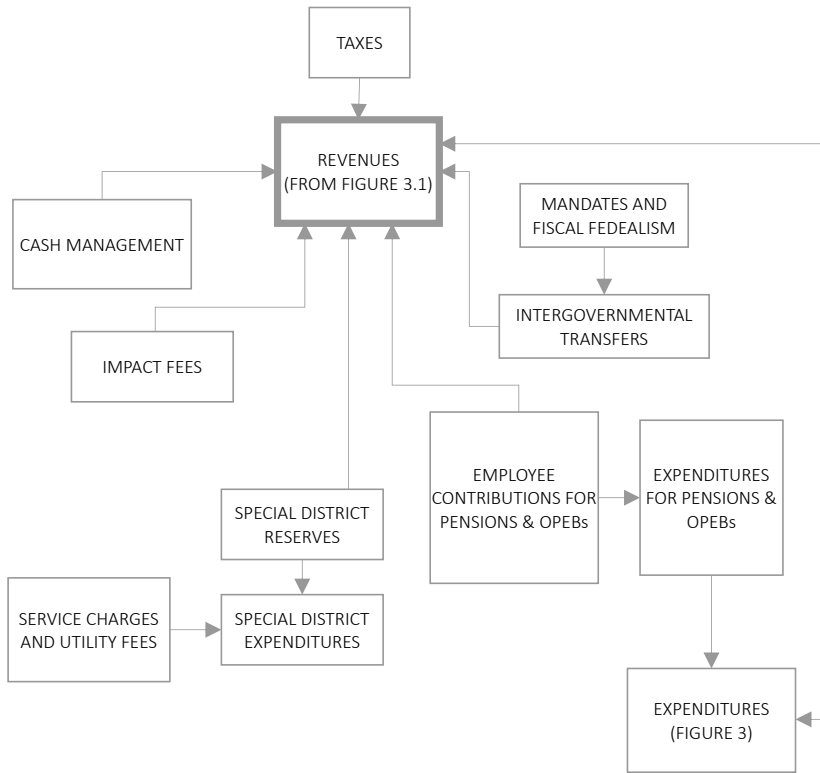 TAXES
REVENUES
(FROM FIGURE 3.1)
MANDATES AND
FISCAL FEDEALISM
CASH MANAGEMENT
INTERGOVERNMENTAL
TRANSFERS
IMPACT FEES
EMPLOYEE
CONTRIBUTIONS FOR
PENSIONS & OPEBs
EXPENDITURES
FOR PENSIONS &
OPEBs
SPECIAL DISTRICT
RESERVES
SERVICE CHARGES
AND UTILITY FEES
SPECIAL DISTRICT
EXPENDITURES
EXPENDITURES
(FIGURE 3)